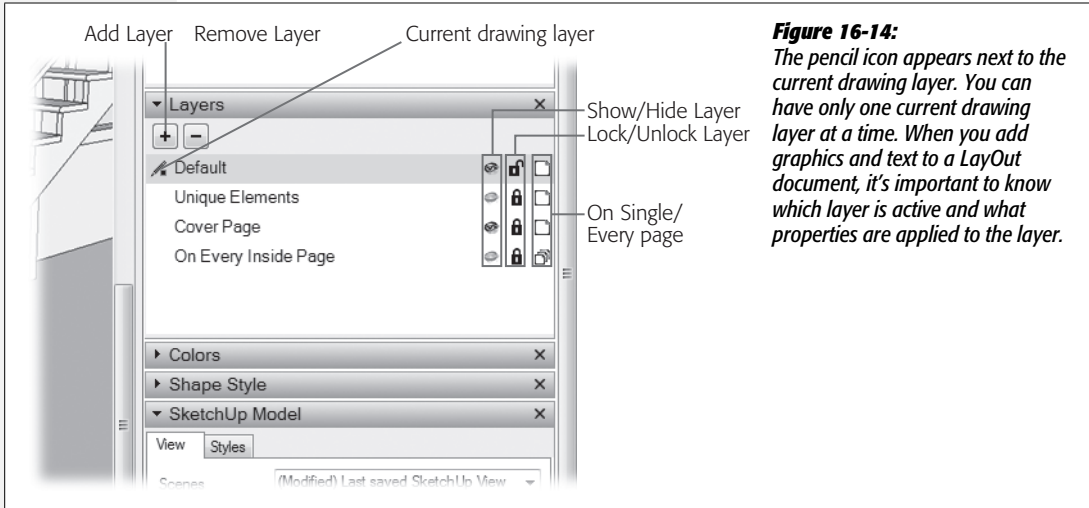 Add Layer Remove Layer Current drawing layer
Layers
Show/Hide Layer
Lock/Unlock Layer
Default
Unique Elements
Cover Page
On Every Inside Page
On Single/
Every page
Colors
Shape Style
SketchUp Model
View Styles
Scenes (Modified) Last saved SketchUp View
Figure 16-14:
The pencil icon appears next to the
current drawing layer. You can
have only one current drawing
layer at a time. When you add
graphics and text to a LayOut
document, it's important to know
which layer is active and what
properties are applied to the layer.